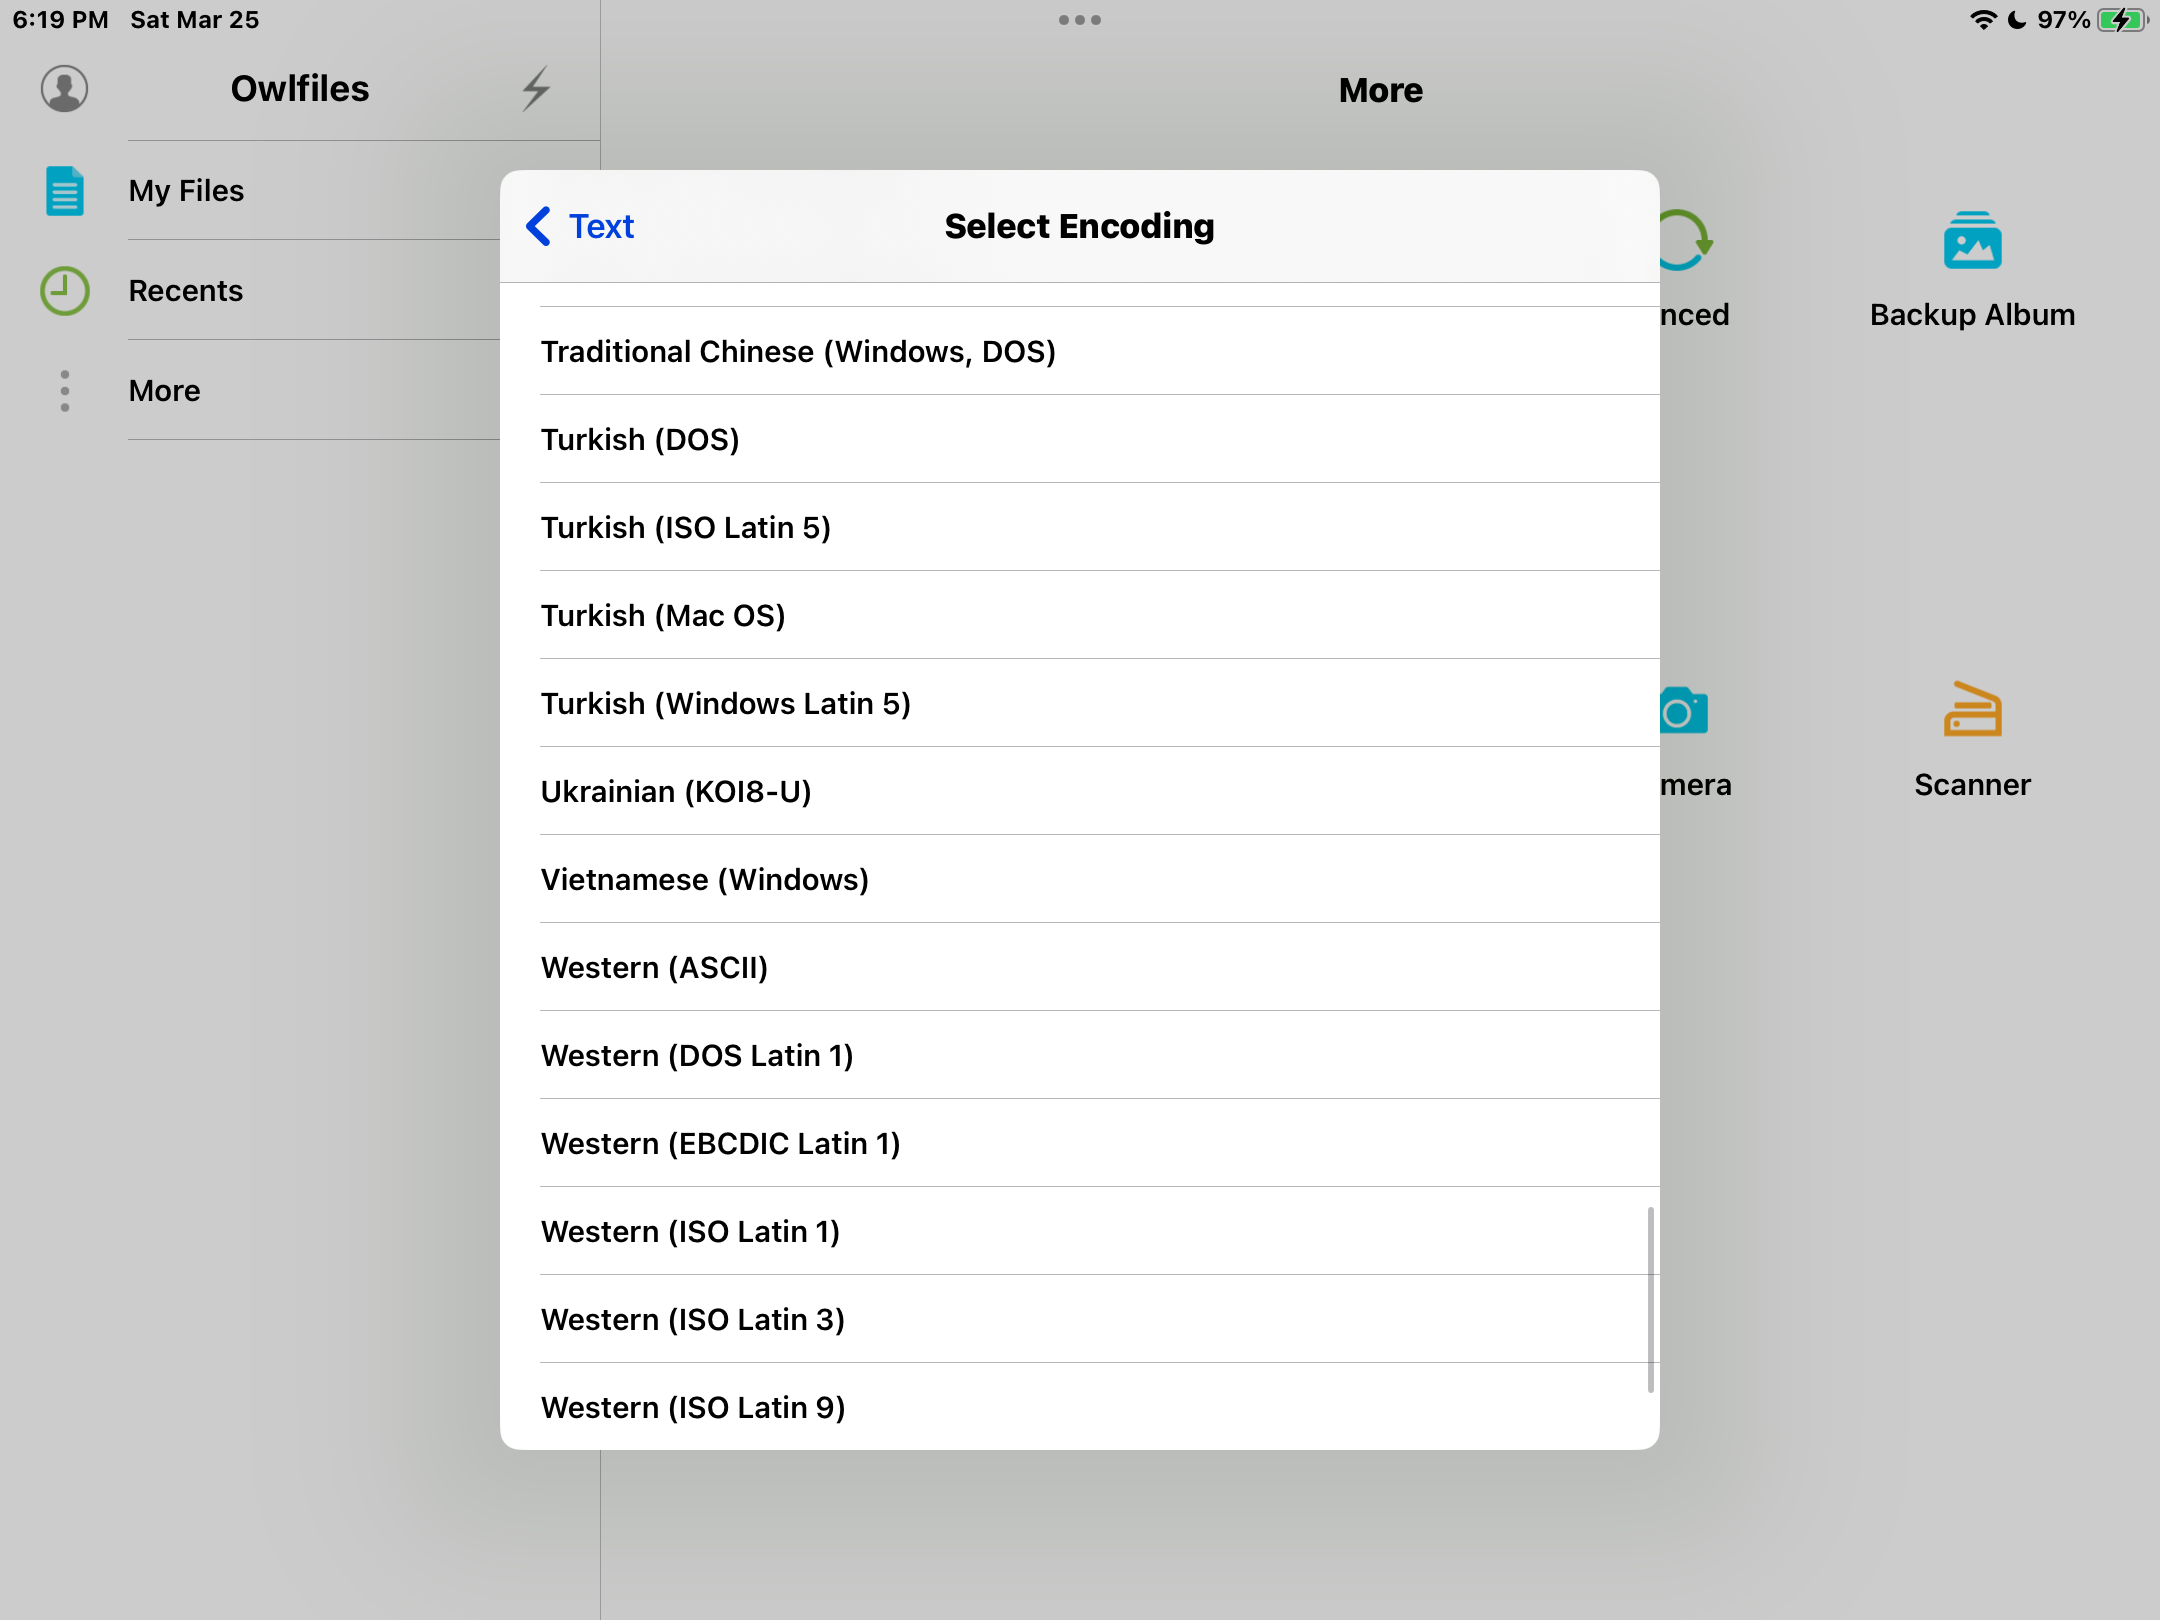 6:19 PM Sat Mar 25
97%
Owlfiles
My Files
Recents
More
More
nced
Backup Album
mera
Scanner
Text
Select Encoding
Traditional Chinese (Windows, DOS)
Turkish (DOS)
Turkish (ISO Latin 5)
Turkish (Mac OS)
Turkish (Windows Latin 5)
Ukrainian (KOI8-U)
Vietnamese (Windows)
Western (ASCII)
Western (DOS Latin 1)
Western (EBCDIC Latin 1)
Western (ISO Latin 1)
Western (ISO Latin 3)
Western (ISO Latin 9)